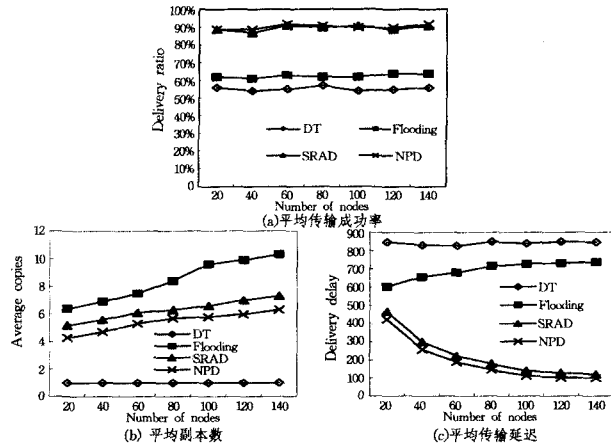 100%
90%
80%
70%
60%
50%
40%
30%
20%
10%
0%
Delivery ratio
DT
Flooding
SRAD
NPD
20 40 60 80 100 120 140
Number of nodes
(a)平均传输成功率
12
10
8
6
4
2
0
Average copies
DT
Flooding
SRAD
NPD
20 40 60 80 100 120 140
Number of nodes
(b) 平均副本数
900
800
700
600
500
400
300
200
100
Delivery delay
DT
Flooding
SRAD
NPD
20 40 60 80 100 120 140
Number of nodes
(c)平均传输延迟